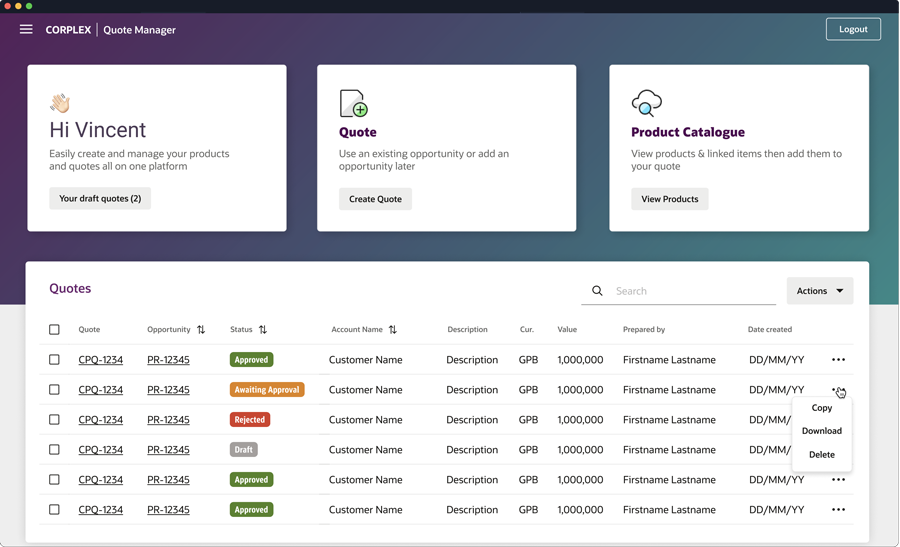 CORPLEX | Quote Manager
Logout
Hi Vincent
Easily create and manage your products
and quotes all on one platform
Your draft quotes (2)
Quote
Use an existing opportunity or add an
opportunity later
Create Quote
Product Catalogue
View products & linked items then add them to
your quote
View Products
Quotes
Search
Actions
Quote Opportunity Status Account Name Description Cur. Value Prepared by Date created
CPQ-1234 PR-12345 Approved Customer Name Description GPB 1,000,000 Firstname Lastname DD/MM/YY
CPQ-1234 PR-12345 Awaiting Approval Customer Name Description GPB 1,000,000 Firstname Lastname DD/MM/YY
CPQ-1234 PR-12345 Rejected Customer Name Description GPB 1,000,000 Firstname Lastname DD/MM/
CPQ-1234 PR-12345 Draft Customer Name Description GPB 1,000,000 Firstname Lastname DD/MM/
CPQ-1234 PR-12345 Approved Customer Name Description GPB 1,000,000 Firstname Lastname DD/MM/YY
CPQ-1234 PR-12345 Approved Customer Name Description GPB 1,000,000 Firstname Lastname DD/MM/YY
Copy
Download
Delete